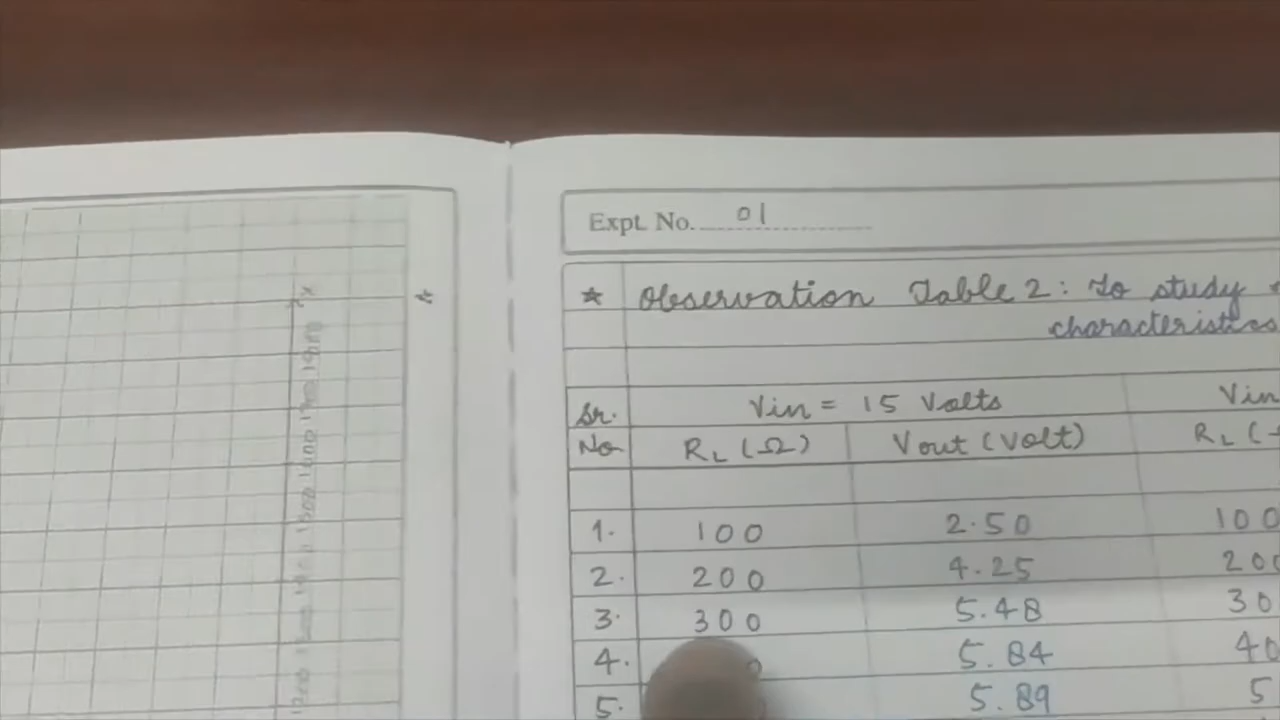 Expt. No. 01
* Observation Table 2: To study
characteristics
Sr. No Vin = 15 Volts Vin
RL (Ω) Vout (Volt) RL (
1. 100 2.50 100
2. 200 4.25 200
3. 300 5.48 30
4. 5.84 40
5. 5.89 5